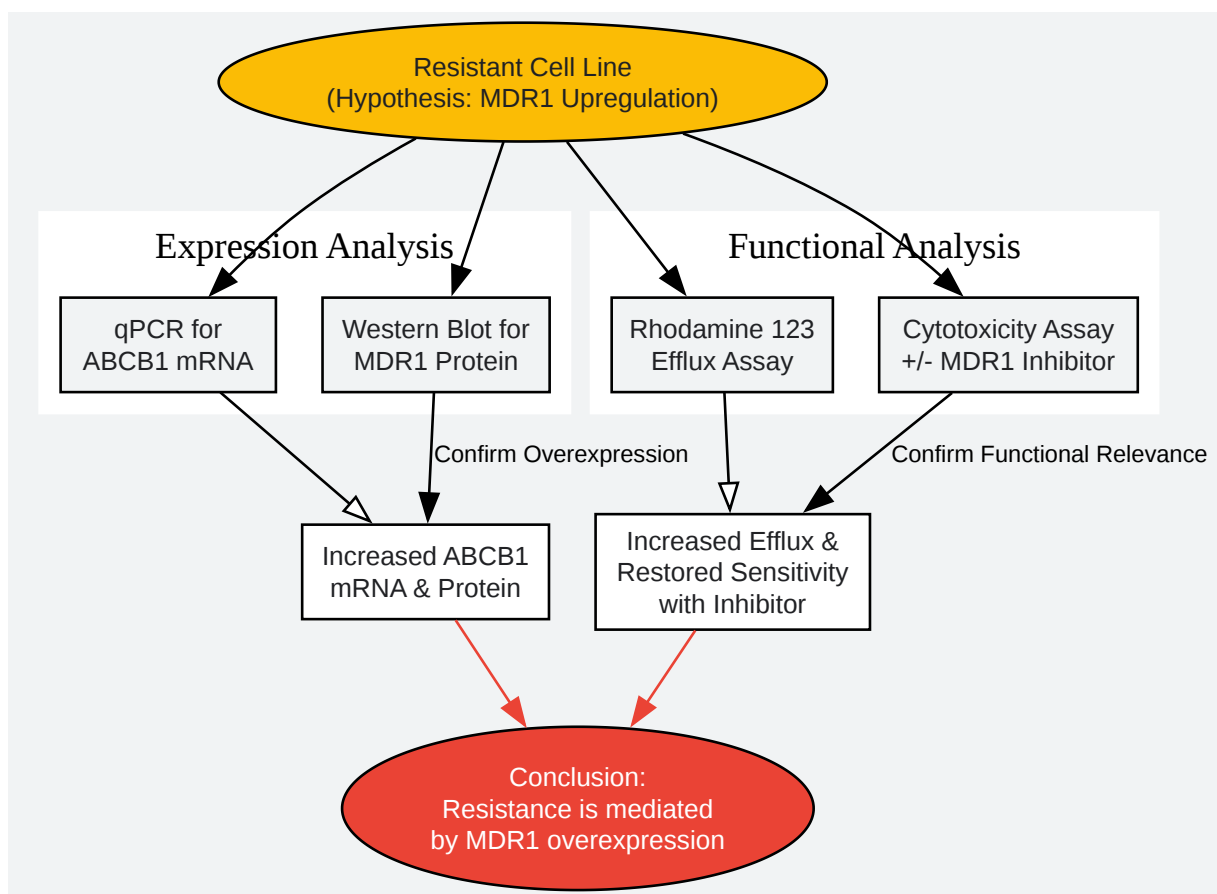 Resistant Cell Line
(Hypothesis: MDR1 Upregulation)
Expression Analysis
Functional Analysis
qPCR for
ABCB1 mRNA
Western Blot for
MDR1 Protein
Rhodamine 123
Efflux Assay
Cytotoxicity Assay
+/- MDR1 Inhibitor
Confirm Overexpression
Confirm Functional Relevance
Increased ABCB1
mRNA & Protein
Increased Efflux &
Restored Sensitivity
with Inhibitor
Conclusion:
Resistance is mediated
by MDR1 overexpression